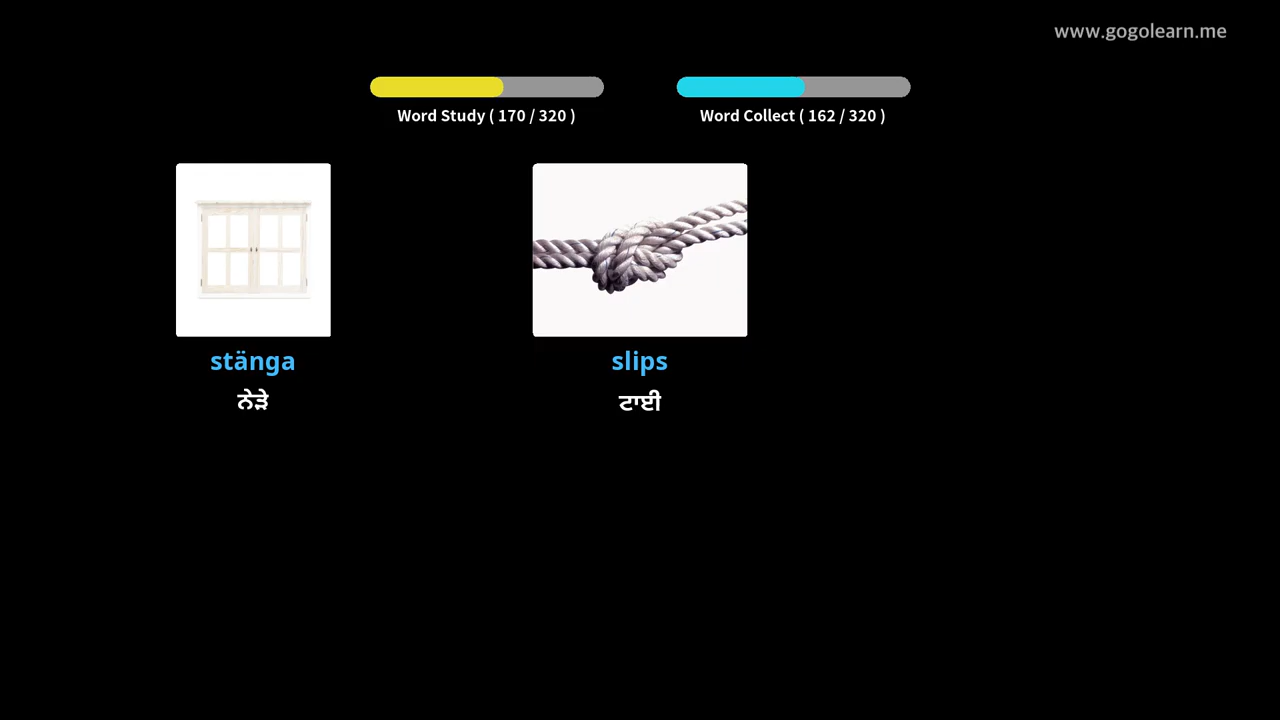 www.gogolearn.me
Word Study ( 170 / 320 )
Word Collect ( 162 / 320 )
stänga
ਨੇੜੇ
slips
ਟਾਈ